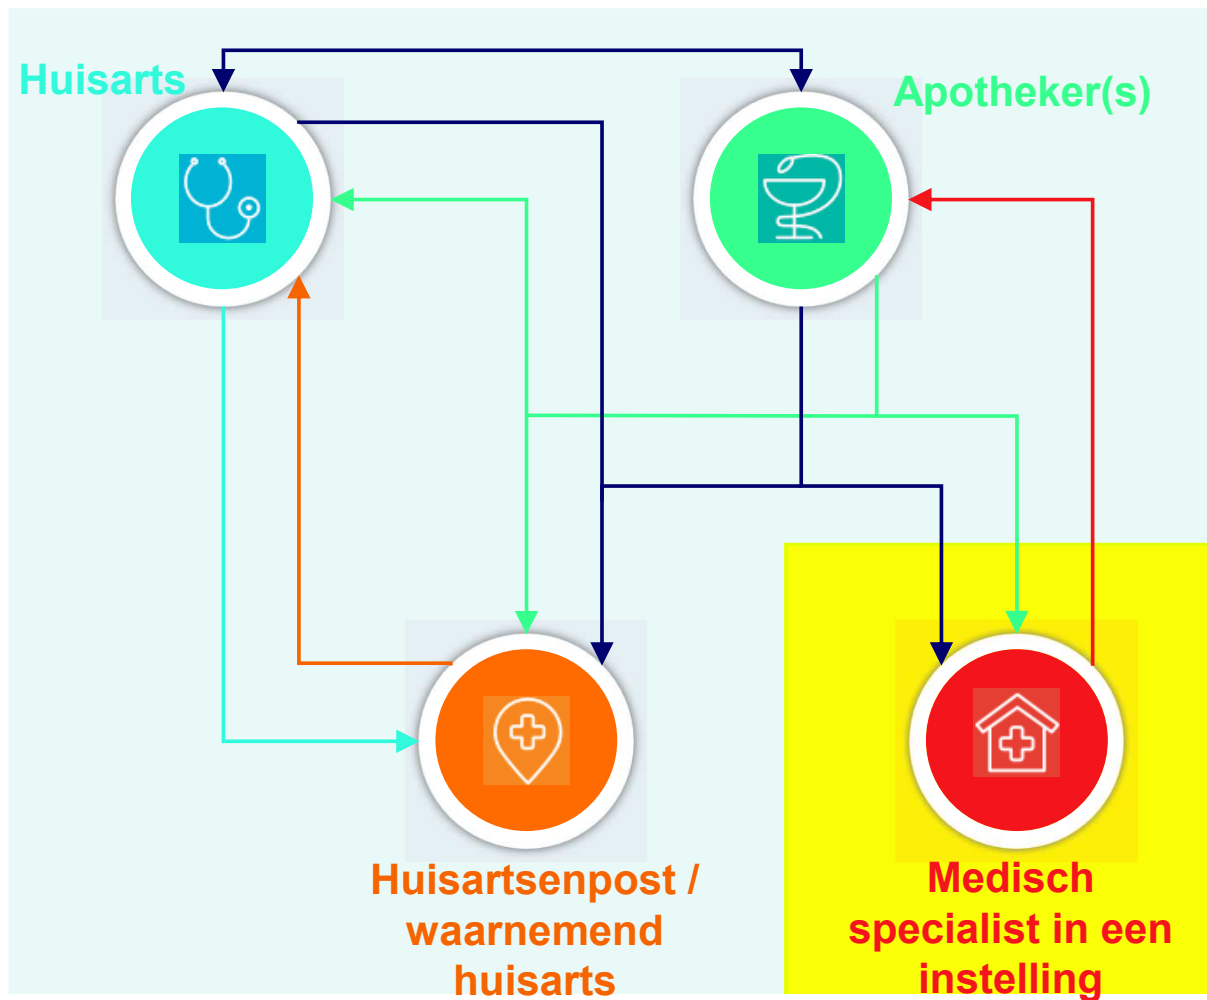 Huisarts
Apotheker(s)
Huisartsenpost /
waarnemend
huisarts
Medisch
specialist in een
instelling